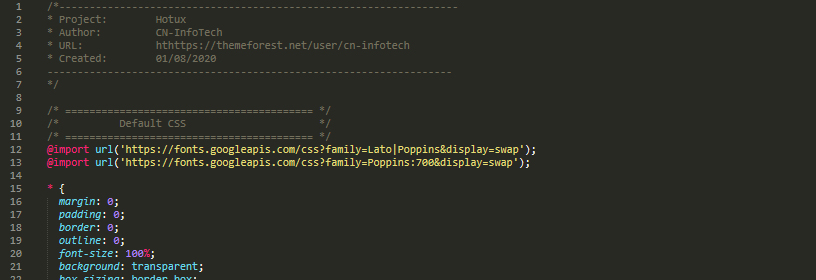 1 /*------------------------------------------------------------------
2 * Project: Hotux
3 * Author: CN-InfoTech
4 * URL: hthttps://themeforest.net/user/cn-infotech
5 * Created: 01/08/2020
6 -------------------------------------------------------------------
7 */
8
9 /* ========================================= */
10 /* Default CSS */
11 /* ========================================= */
12 @import url('https://fonts.googleapis.com/css?family=Lato|Poppins&display=swap');
13 @import url('https://fonts.googleapis.com/css?family=Poppins:700&display=swap');
14
15 * {
16 margin: 0;
17 padding: 0;
18 border: 0;
19 outline: 0;
20 font-size: 100%;
21 background: transparent;
22 box-sizing: border-box;